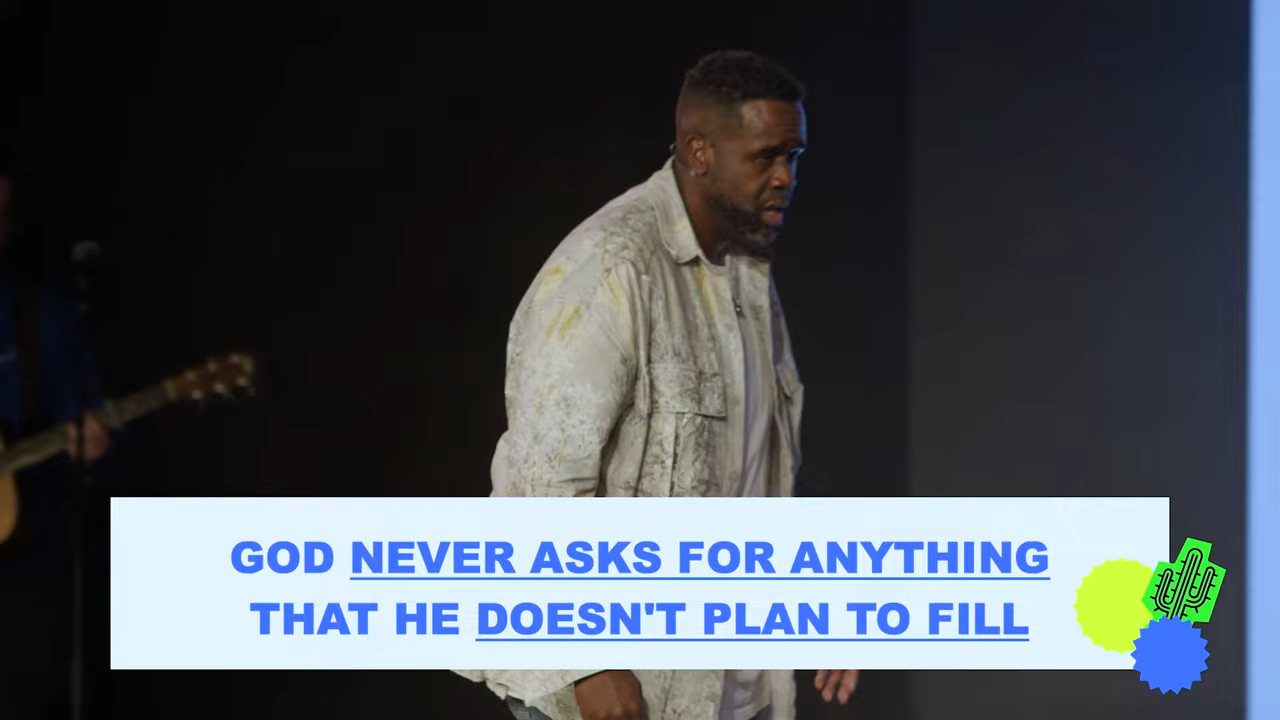 GOD NEVER ASKS FOR ANYTHING
THAT HE DOESN'T PLAN TO FILL